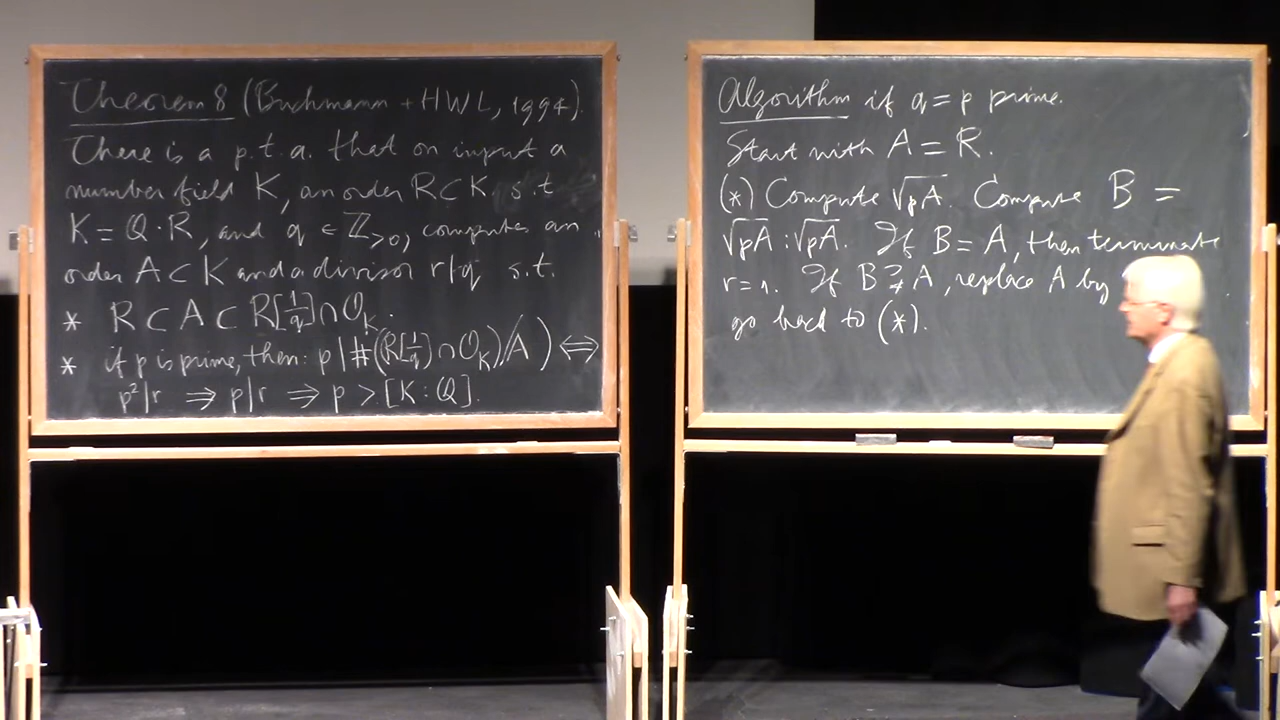 Theorem 8 (Buchmann + HWL, 1994).
There is a p.t.a. that on input a
number field K, an order R ⊂ K s.t.
K = Q·R, and q ∈ Z>0, computes an
order A ⊂ K and a divisor r|q s.t.
* R ⊂ A ⊂ R[1/q] ∩ O_K.
* if p is prime, then: p | #((R[1/q] ∩ O_K)/A) ⟺
p²|r ⟹ p|r ⟹ p > [K:Q].
Algorithm if q = p prime.
Start with A = R.
(*) Compute √pA. Compute B =
√pA : √pA. If B = A, then terminate
r = 1. If B ⊋ A, replace A by
go back to (*).